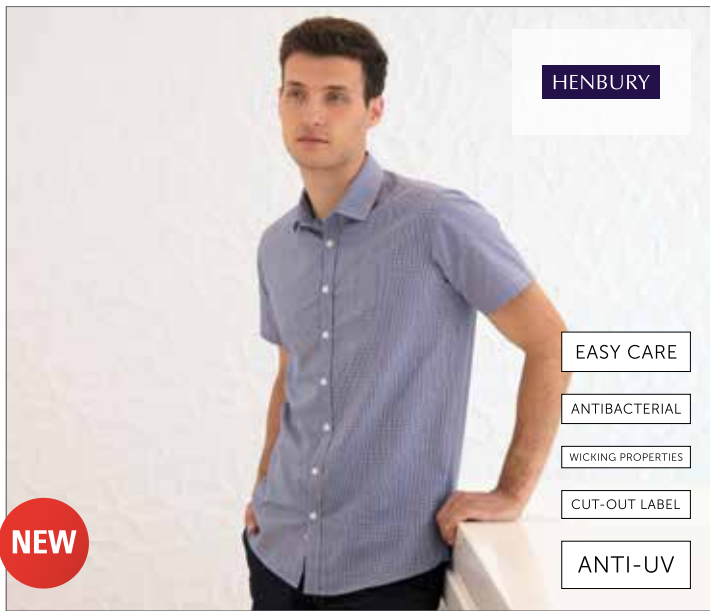 HENBURY
EASY CARE
ANTIBACTERIAL
WICKING PROPERTIES
CUT-OUT LABEL
ANTI-UV
NEW